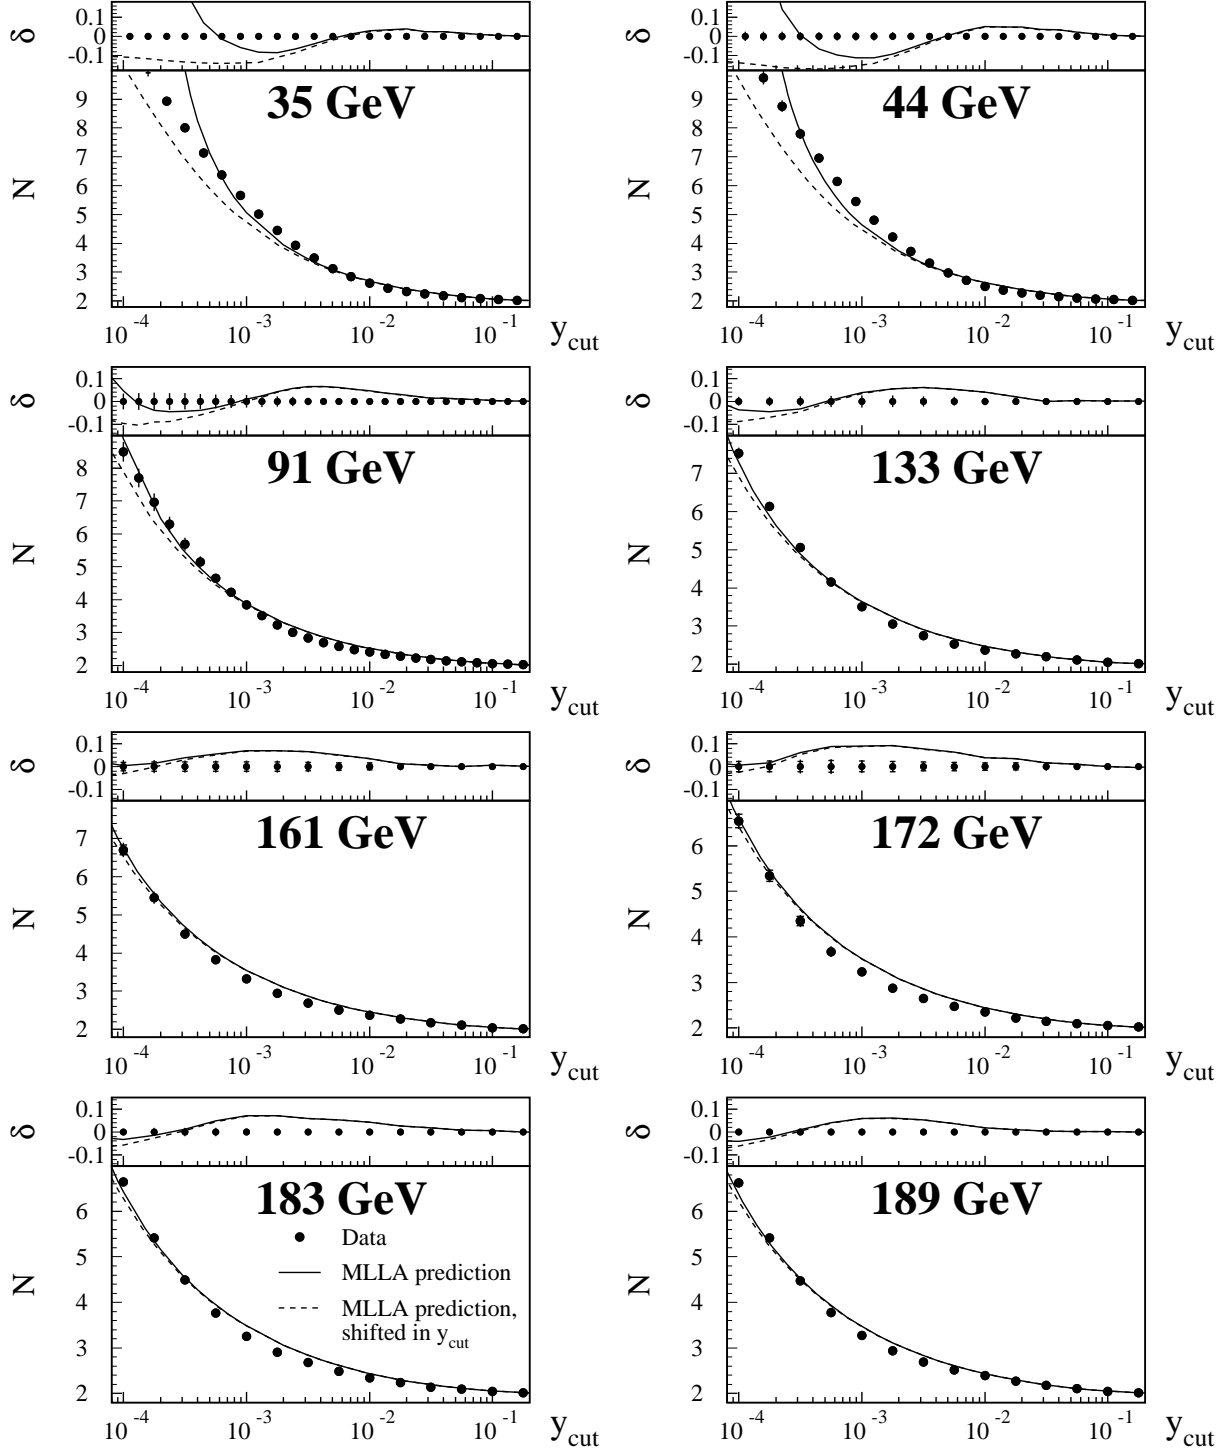 δ
0.1
0
-0.1
35 GeV
N
9
8
7
6
5
4
3
2
10^-4 10^-3 10^-2 10^-1 y_cut
δ
0.1
0
-0.1
44 GeV
N
9
8
7
6
5
4
3
2
10^-4 10^-3 10^-2 10^-1 y_cut
δ
0.1
0
-0.1
91 GeV
N
8
7
6
5
4
3
2
10^-4 10^-3 10^-2 10^-1 y_cut
δ
0.1
0
-0.1
133 GeV
N
7
6
5
4
3
2
10^-4 10^-3 10^-2 10^-1 y_cut
δ
0.1
0
-0.1
161 GeV
N
7
6
5
4
3
2
10^-4 10^-3 10^-2 10^-1 y_cut
δ
0.1
0
-0.1
172 GeV
N
6
5
4
3
2
10^-4 10^-3 10^-2 10^-1 y_cut
δ
0.1
0
-0.1
183 GeV
Data
MLLA prediction
MLLA prediction,
shifted in y_cut
N
6
5
4
3
2
10^-4 10^-3 10^-2 10^-1 y_cut
δ
0.1
0
-0.1
189 GeV
N
6
5
4
3
2
10^-4 10^-3 10^-2 10^-1 y_cut